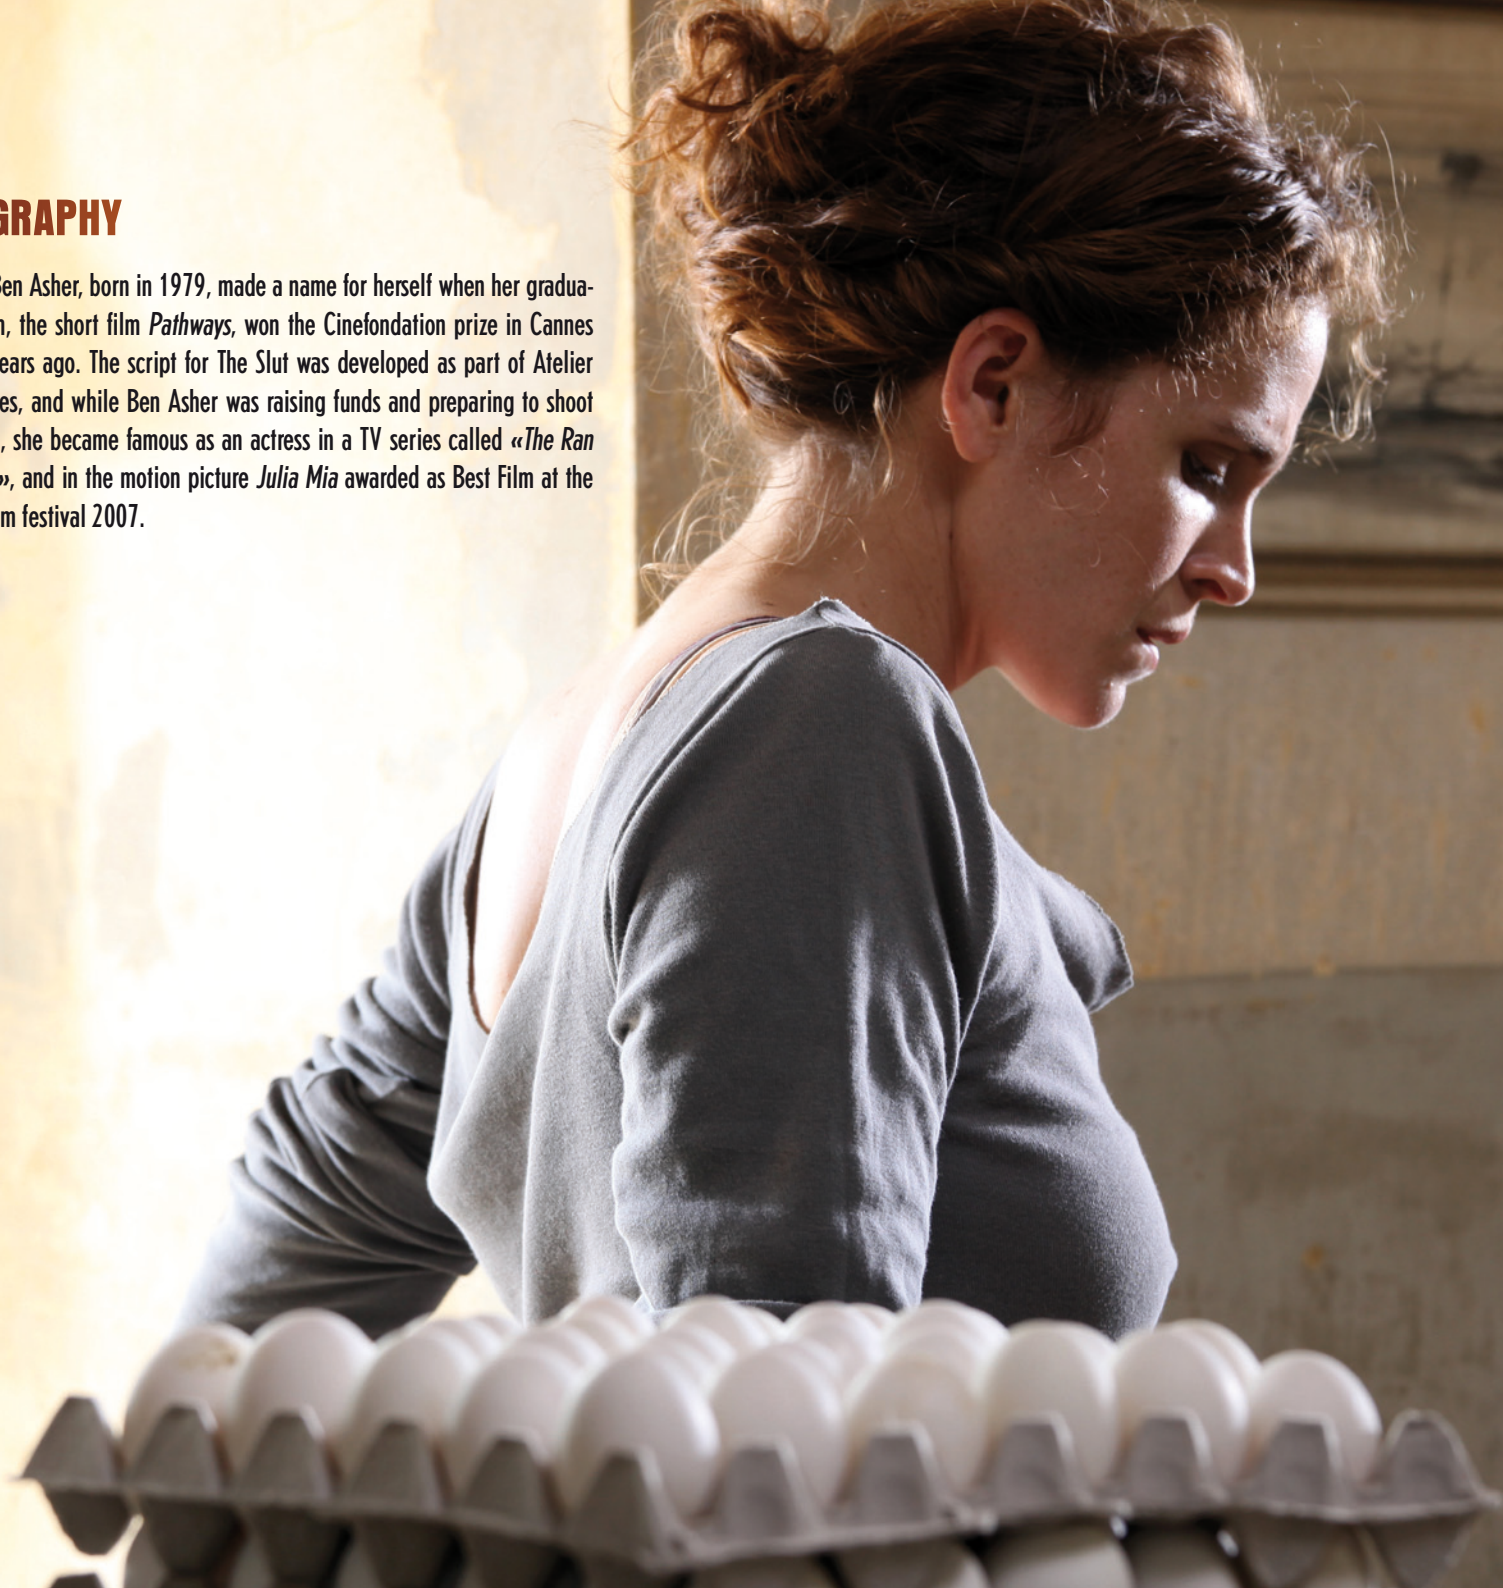 GRAPHY
Ben Asher, born in 1979, made a name for herself when her gradua-
, the short film Pathways, won the Cinefondation prize in Cannes
ears ago. The script for The Slut was developed as part of Atelier
es, and while Ben Asher was raising funds and preparing to shoot
, she became famous as an actress in a TV series called «The Ran
», and in the motion picture Julia Mia awarded as Best Film at the
m festival 2007.